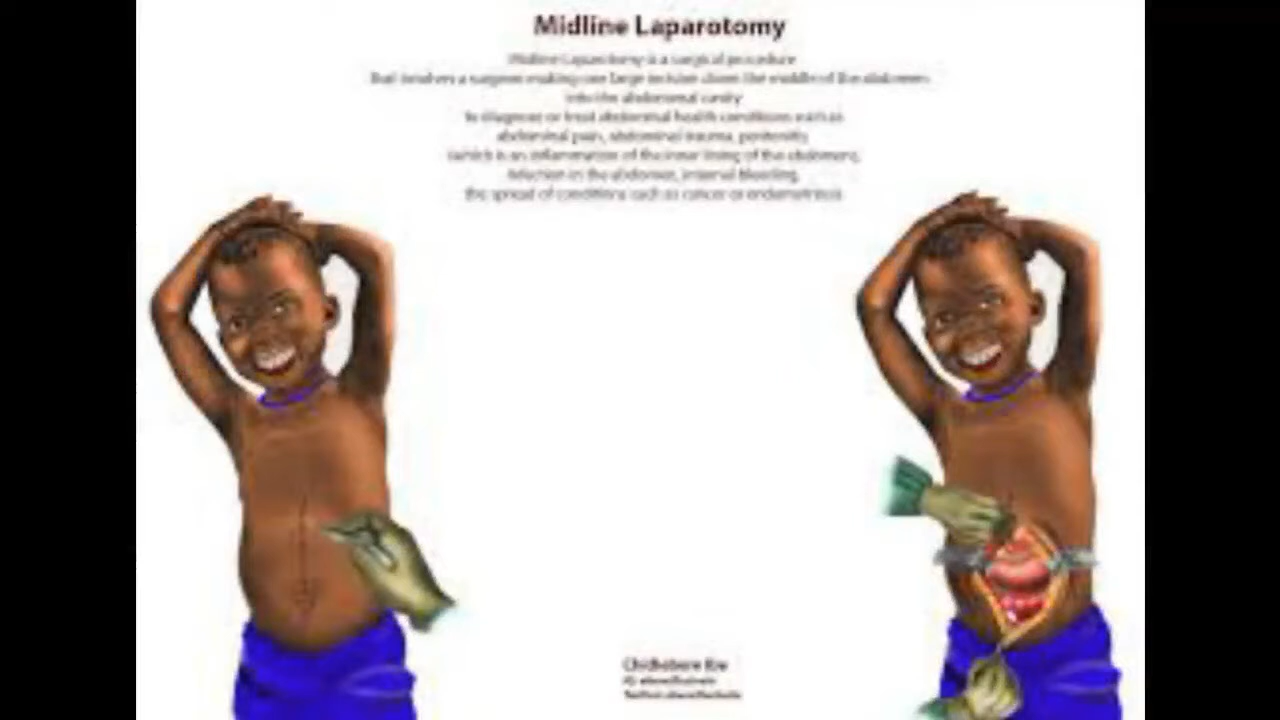 Midline Laparotomy
Midline Laparotomy is a surgical procedure
that involves a surgeon making one large incision down the middle of the abdomen
into the abdominal cavity
to diagnose or treat abdominal health conditions such as
abdominal pain, abdominal trauma, peritonitis
(which is an inflammation of the inner lining of the abdomen),
infection in the abdomen, internal bleeding,
the spread of conditions such as cancer or endometriosis
Chidiebere Ibe